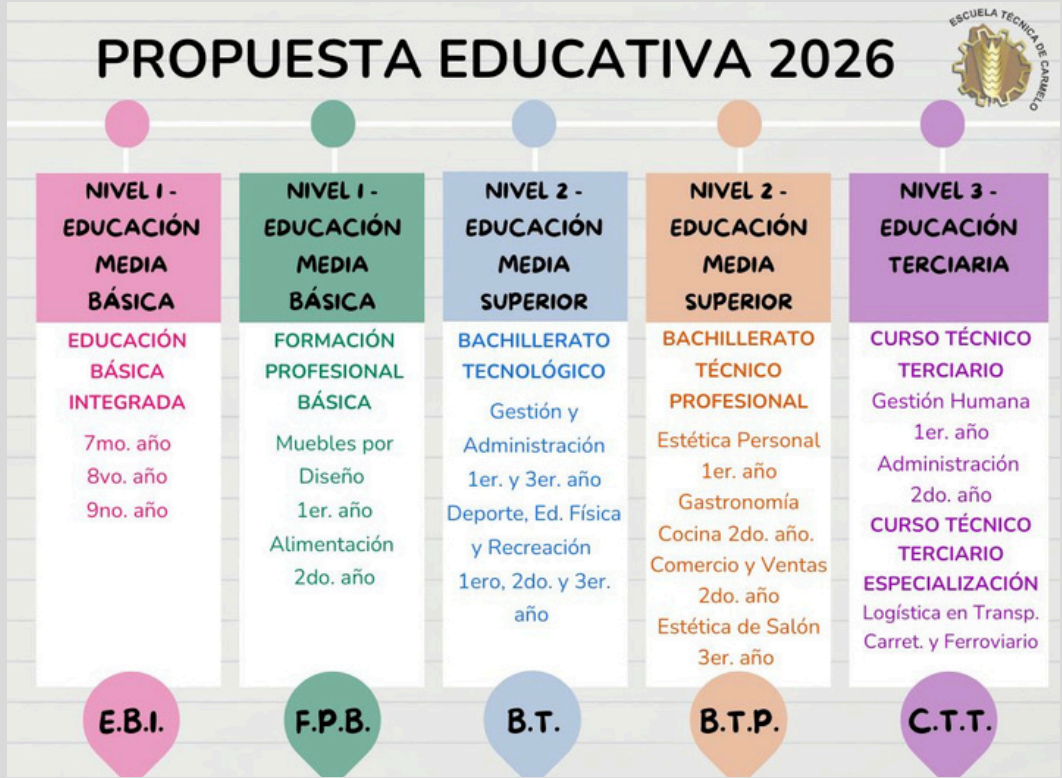 PROPUESTA EDUCATIVA 2026
ESCUELA TÉCNICA DE CARMELO
NIVEL 1 -
EDUCACIÓN
MEDIA
BÁSICA
EDUCACIÓN
BÁSICA
INTEGRADA
7mo. año
8vo. año
9no. año
E.B.I.
NIVEL 1 -
EDUCACIÓN
MEDIA
BÁSICA
FORMACIÓN
PROFESIONAL
BÁSICA
Muebles por
Diseño
1er. año
Alimentación
2do. año
F.P.B.
NIVEL 2 -
EDUCACIÓN
MEDIA
SUPERIOR
BACHILLERATO
TECNOLÓGICO
Gestión y
Administración
1er. y 3er. año
Deporte, Ed. Física
y Recreación
1ero, 2do. y 3er.
año
B.T.
NIVEL 2 -
EDUCACIÓN
MEDIA
SUPERIOR
BACHILLERATO
TÉCNICO
PROFESIONAL
Estética Personal
1er. año
Gastronomía
Cocina 2do. año.
Comercio y Ventas
2do. año
Estética de Salón
3er. año
B.T.P.
NIVEL 3 -
EDUCACIÓN
TERCIARIA
CURSO TÉCNICO
TERCIARIO
Gestión Humana
1er. año
Administración
2do. año
CURSO TÉCNICO
TERCIARIO
ESPECIALIZACIÓN
Logística en Transp.
Carret. y Ferroviario
C.T.T.